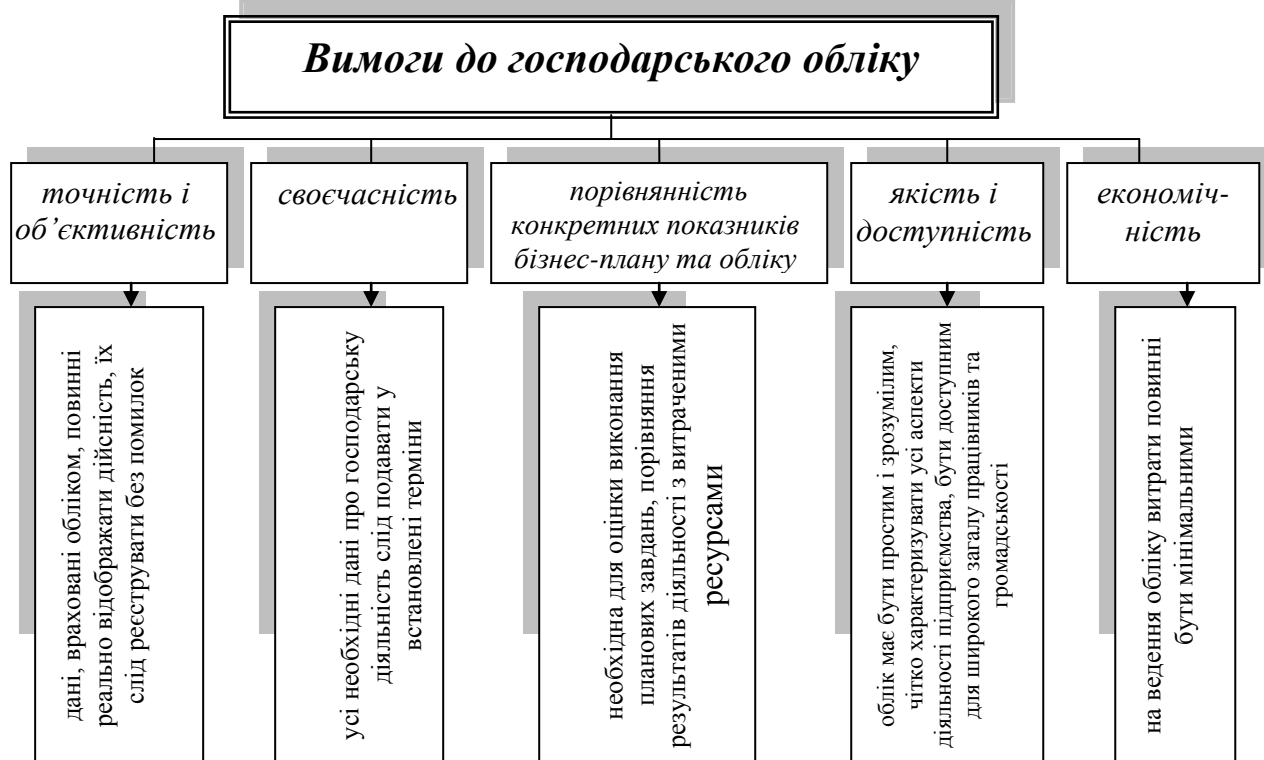 Вимоги до господарського обліку
точність і
об’єктивність
своєчасність
порівнянність
конкретних показників
бізнес-плану та обліку
якість і
доступність
економіч-
ність
дані, враховані обліком, повинні
реально відображати дійсність, їх
слід реєструвати без помилок
усі необхідні дані про господарську
діяльність слід подавати у
встановлені терміни
необхідна для оцінки виконання
планових завдань, порівняння
результатів діяльності з витраченими
ресурсами
облік має бути простим і зрозумілим,
чітко характеризувати усі аспекти
діяльності підприємства, бути доступним
для широкого загалу працівників та
громадськості
на ведення обліку витрати повинні
бути мінімальними